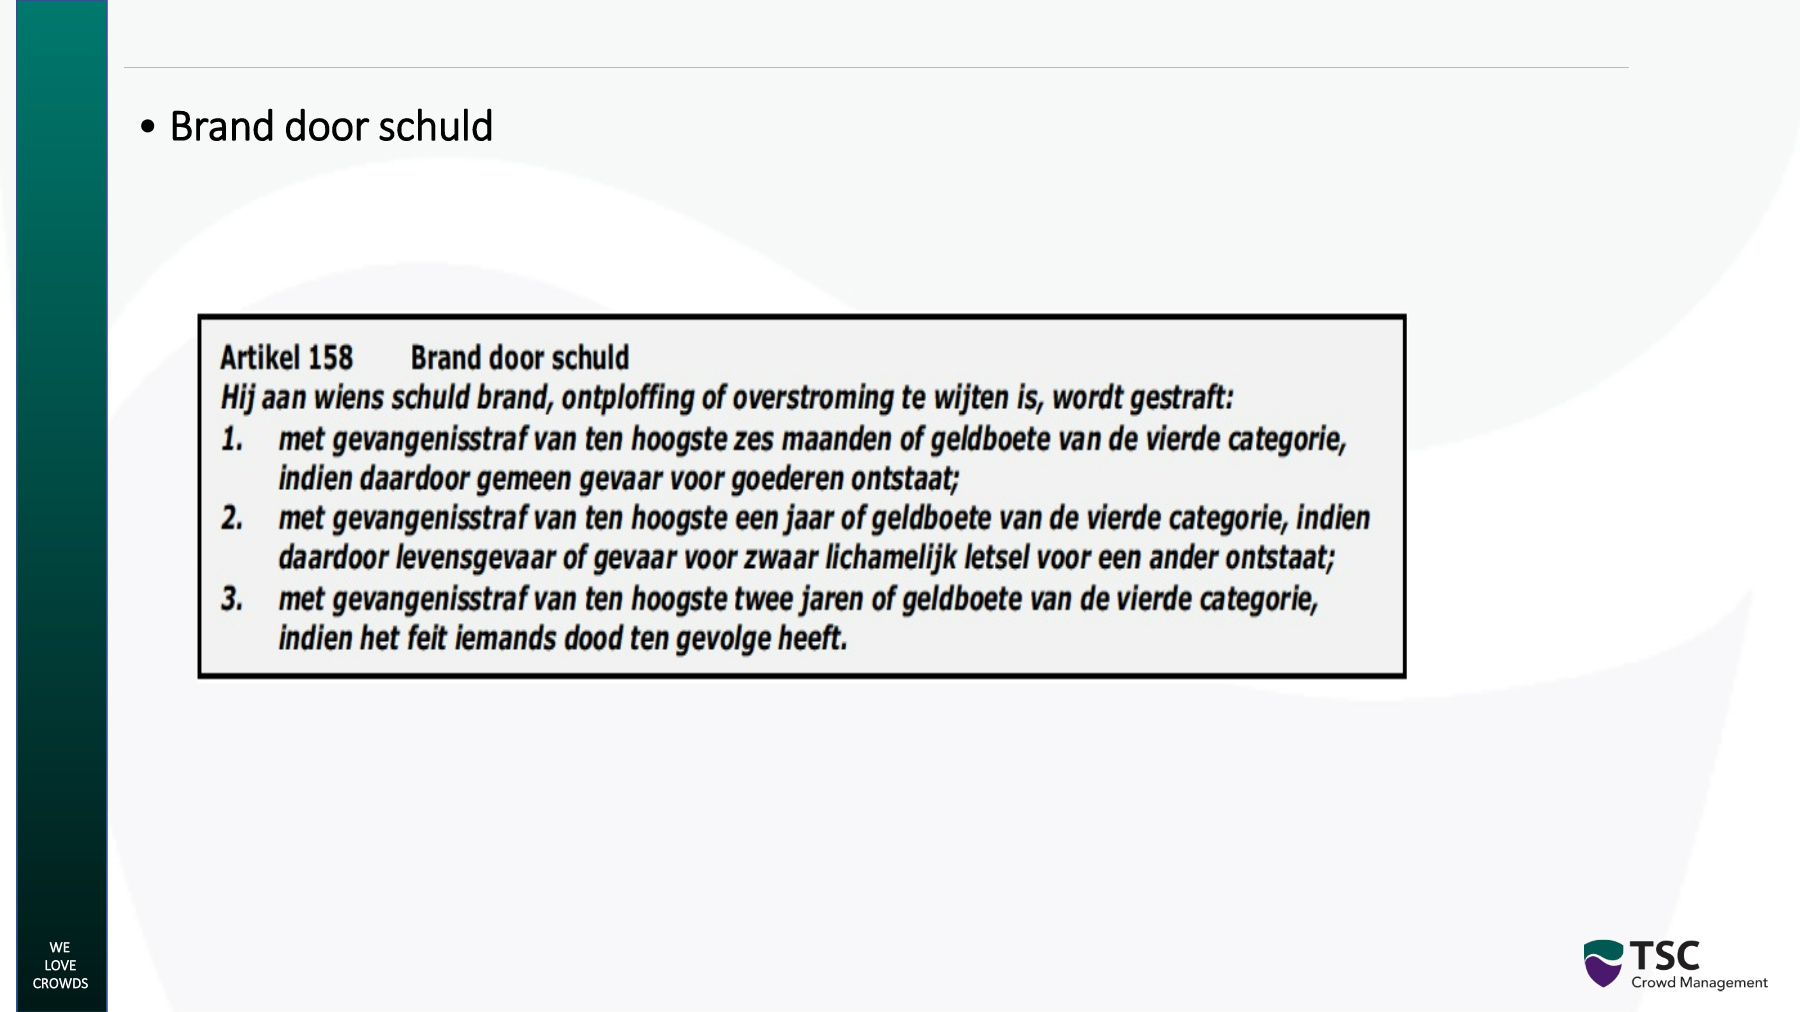 • Brand door schuld
Artikel 158 Brand door schuld
Hij aan wiens schuld brand, ontploffing of overstroming te wijten is, wordt gestraft:
1. met gevangenisstraf van ten hoogste zes maanden of geldboete van de vierde categorie,
indien daardoor gemeen gevaar voor goederen ontstaat;
2. met gevangenisstraf van ten hoogste een jaar of geldboete van de vierde categorie, indien
daardoor levensgevaar of gevaar voor zwaar lichamelijk letsel voor een ander ontstaat;
3. met gevangenisstraf van ten hoogste twee jaren of geldboete van de vierde categorie,
indien het feit iemands dood ten gevolge heeft.
WE
LOVE
CROWDS
TSC
Crowd Management